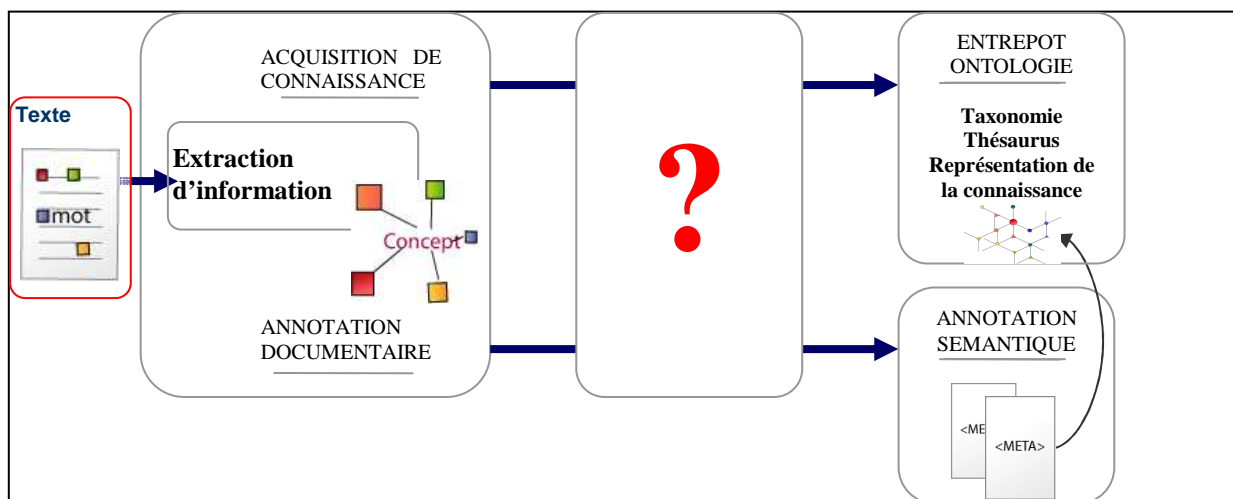 Texte
mot
ACQUISITION DE
CONNAISSANCE
Extraction
d'information
Concept
ANNOTATION
DOCUMENTAIRE
?
ENTREPOT
ONTOLOGIE
Taxonomie
Thésaurus
Représentation de
la connaissance
ANNOTATION
SEMANTIQUE
<ME
<META>